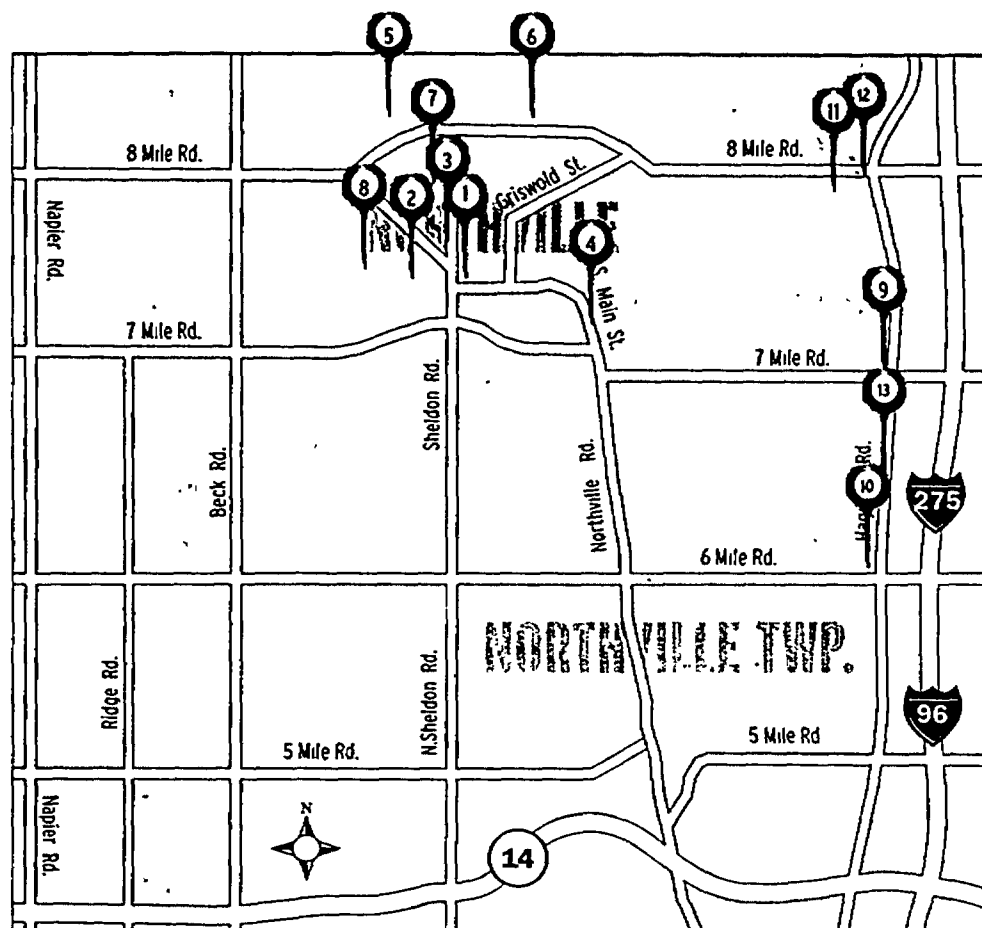 5
6
7
12
11
8 Mile Rd.
8 Mile Rd.
3
8
2
1
Griswold St.
Napier Rd.
4
S. Main St.
9
7 Mile Rd.
7 Mile Rd.
13
Sheldon Rd.
Beck Rd.
Northville Rd.
Rd.
10
275
6 Mile Rd.
NORTHVILLE TWP.
Ridge Rd.
N.Sheldon Rd.
96
5 Mile Rd.
5 Mile Rd
Napier Rd.
N
14